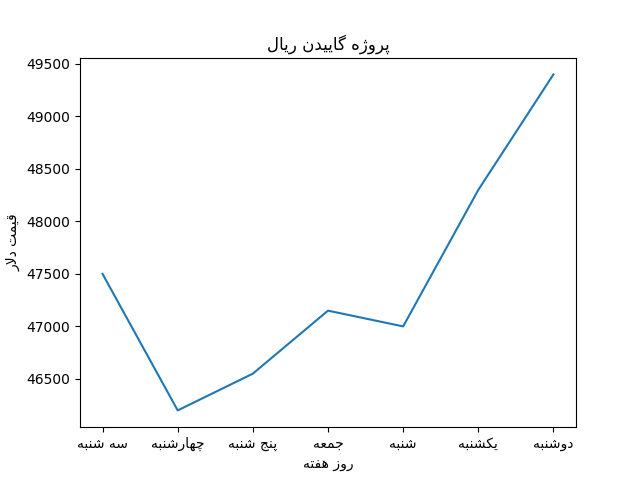 پروژه گاییدن ریال
49500
49000
48500
48000
47500
47000
46500
قیمت دلار
سه شنبه چهارشنبه پنج شنبه جمعه شنبه یکشنبه دوشنبه
روز هفته